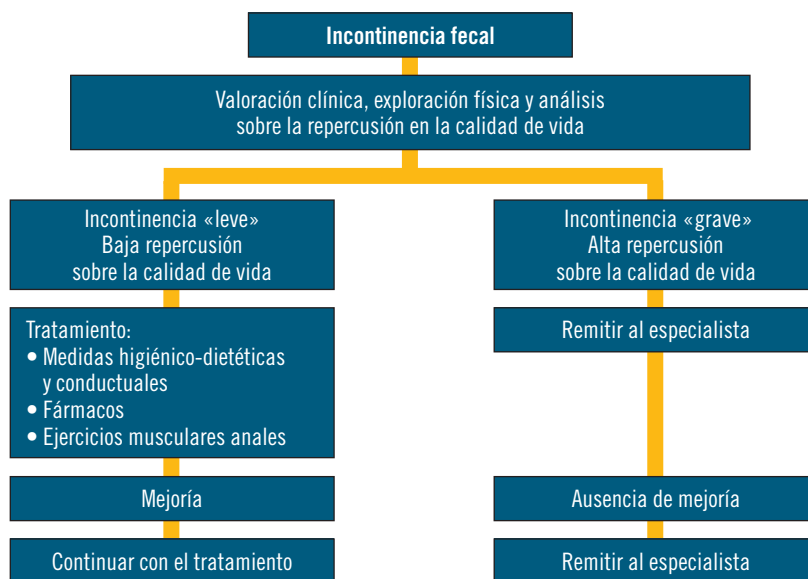 Incontinencia fecal
Valoración clínica, exploración física y análisis
sobre la repercusión en la calidad de vida
Incontinencia «leve»
Baja repercusión
sobre la calidad de vida
Incontinencia «grave»
Alta repercusión
sobre la calidad de vida
Tratamiento:
• Medidas higiénico-dietéticas
y conductuales
• Fármacos
• Ejercicios musculares anales
Remitir al especialista
Mejoría
Ausencia de mejoría
Continuar con el tratamiento
Remitir al especialista